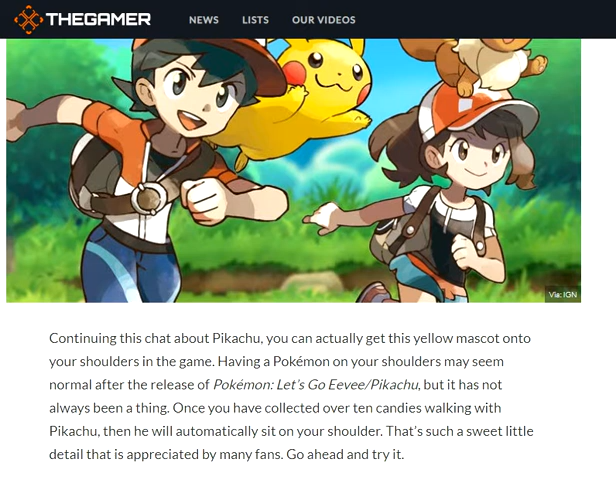 THEGAMER NEWS LISTS OUR VIDEOS
Via: IGN
Continuing this chat about Pikachu, you can actually get this yellow mascot onto
your shoulders in the game. Having a Pokémon on your shoulders may seem
normal after the release of Pokémon: Let's Go Eevee/Pikachu, but it has not
always been a thing. Once you have collected over ten candies walking with
Pikachu, then he will automatically sit on your shoulder. That's such a sweet little
detail that is appreciated by many fans. Go ahead and try it.